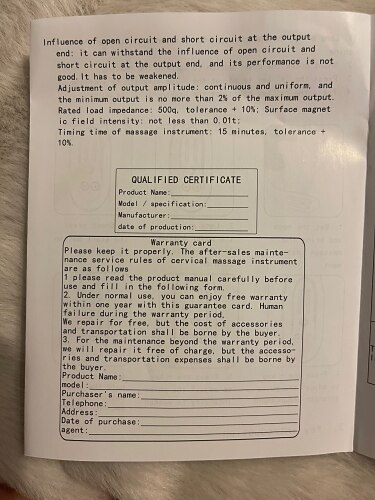 Influence of open circuit and short circuit at the output
end: it can withstand the influence of open circuit and
short circuit at the output end, and its performance is not
good. It has to be weakened.
Adjustment of output amplitude: continuous and uniform, and
the minimum output is no more than 2% of the maximum output.
Rated load impedance: 500q, tolerance + 10%; Surface magnet
ic field intensity: not less than 0.01t;
Timing time of massage instrument: 15 minutes, tolerance +
10%.
QUALIFIED CERTIFICATE
Product Name:
Model / specification:
Manufacturer:
date of production:
Warranty card
Please keep it properly. The after-sales mainte-
nance service rules of cervical massage instrument
are as follows
1 please read the product manual carefully before
use and fill in the following form.
2. Under normal use, you can enjoy free warranty
within one year with this guarantee card. Human
failure during the warranty period,
We repair for free, but the cost of accessories
and transportation shall be borne by the buyer.
3. For the maintenance beyond the warranty period,
we will repair it free of charge, but the accesso-
ries and transportation expenses shall be borne by
the buyer.
Product Name:
model:
Purchaser's name:
Telephone:
Address:
Date of purchase:
agent: